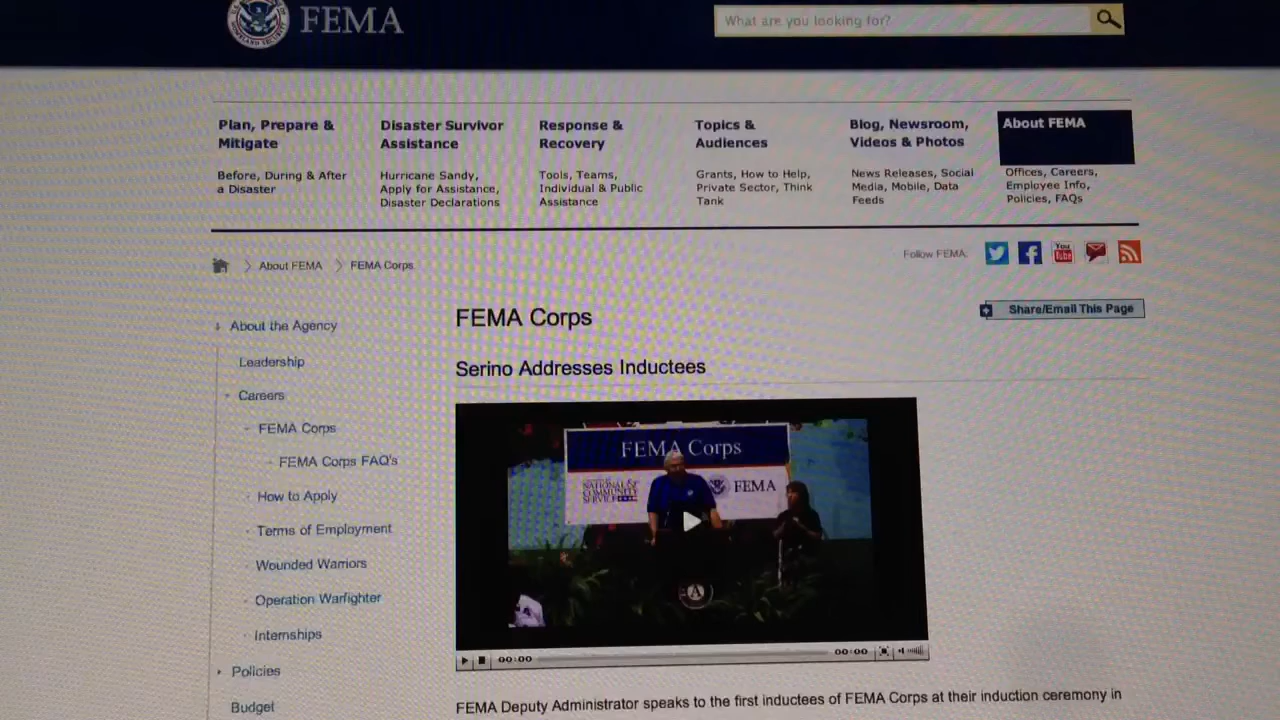 FEMA
What are you looking for?
Plan, Prepare &
Mitigate
Before, During & After
a Disaster
Disaster Survivor
Assistance
Hurricane Sandy,
Apply for Assistance,
Disaster Declarations
Response &
Recovery
Tools, Teams,
Individual & Public
Assistance
Topics &
Audiences
Grants, How to Help,
Private Sector, Think
Tank
Blog, Newsroom,
Videos & Photos
News Releases, Social
Media, Mobile, Data
Feeds
About FEMA
Offices, Careers,
Employee Info,
Policies, FAQs
Follow FEMA:
You
Tube
About FEMA
FEMA Corps
Share/Email This Page
About the Agency
Leadership
Careers
FEMA Corps
FEMA Corps FAQ's
How to Apply
Terms of Employment
Wounded Warriors
Operation Warfighter
Internships
Policies
Budget
FEMA Corps
Serino Addresses Inductees
FEMA Corps
NATIONAL &
COMMUNITY
SERVICE
FEMA
A
00:00
00:00
FEMA Deputy Administrator speaks to the first inductees of FEMA Corps at their induction ceremony in